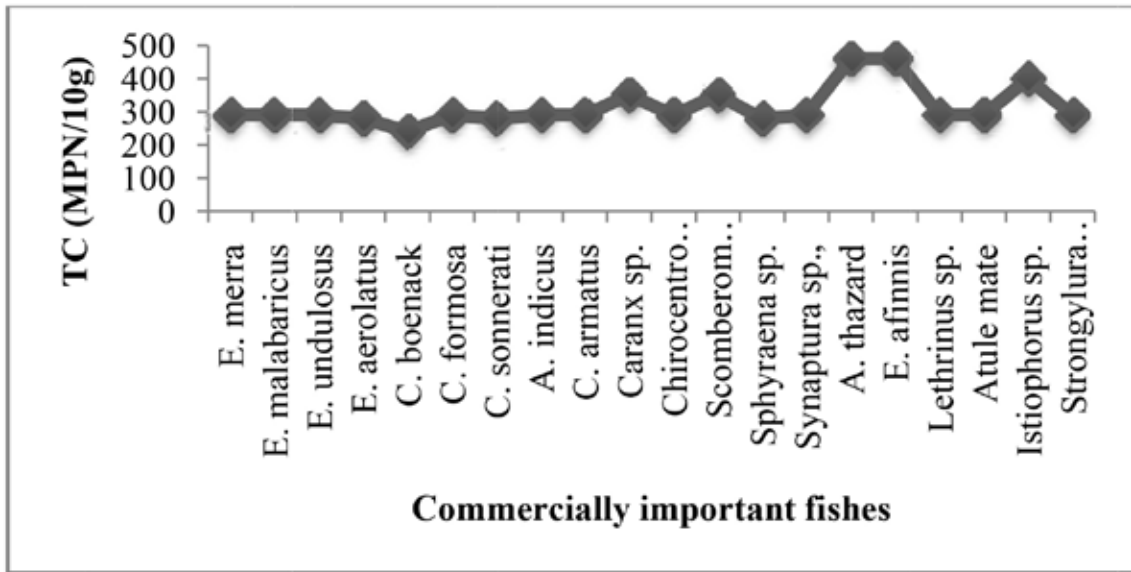 TC (MPN/10g)
500
400
300
200
100
0
E. merra
E. malabaricus
E. undulosus
E. aerolatus
C. boenack
C. formosa
C. sonnerati
A. indicus
C. armatus
Caranx sp.
Chirocentro…
Scomberom…
Sphyraena sp.
Synaptura sp.,
A. thazard
E. afinnis
Lethrinus sp.
Atule mate
Istiophorus sp.
Strongylura…
Commercially important fishes